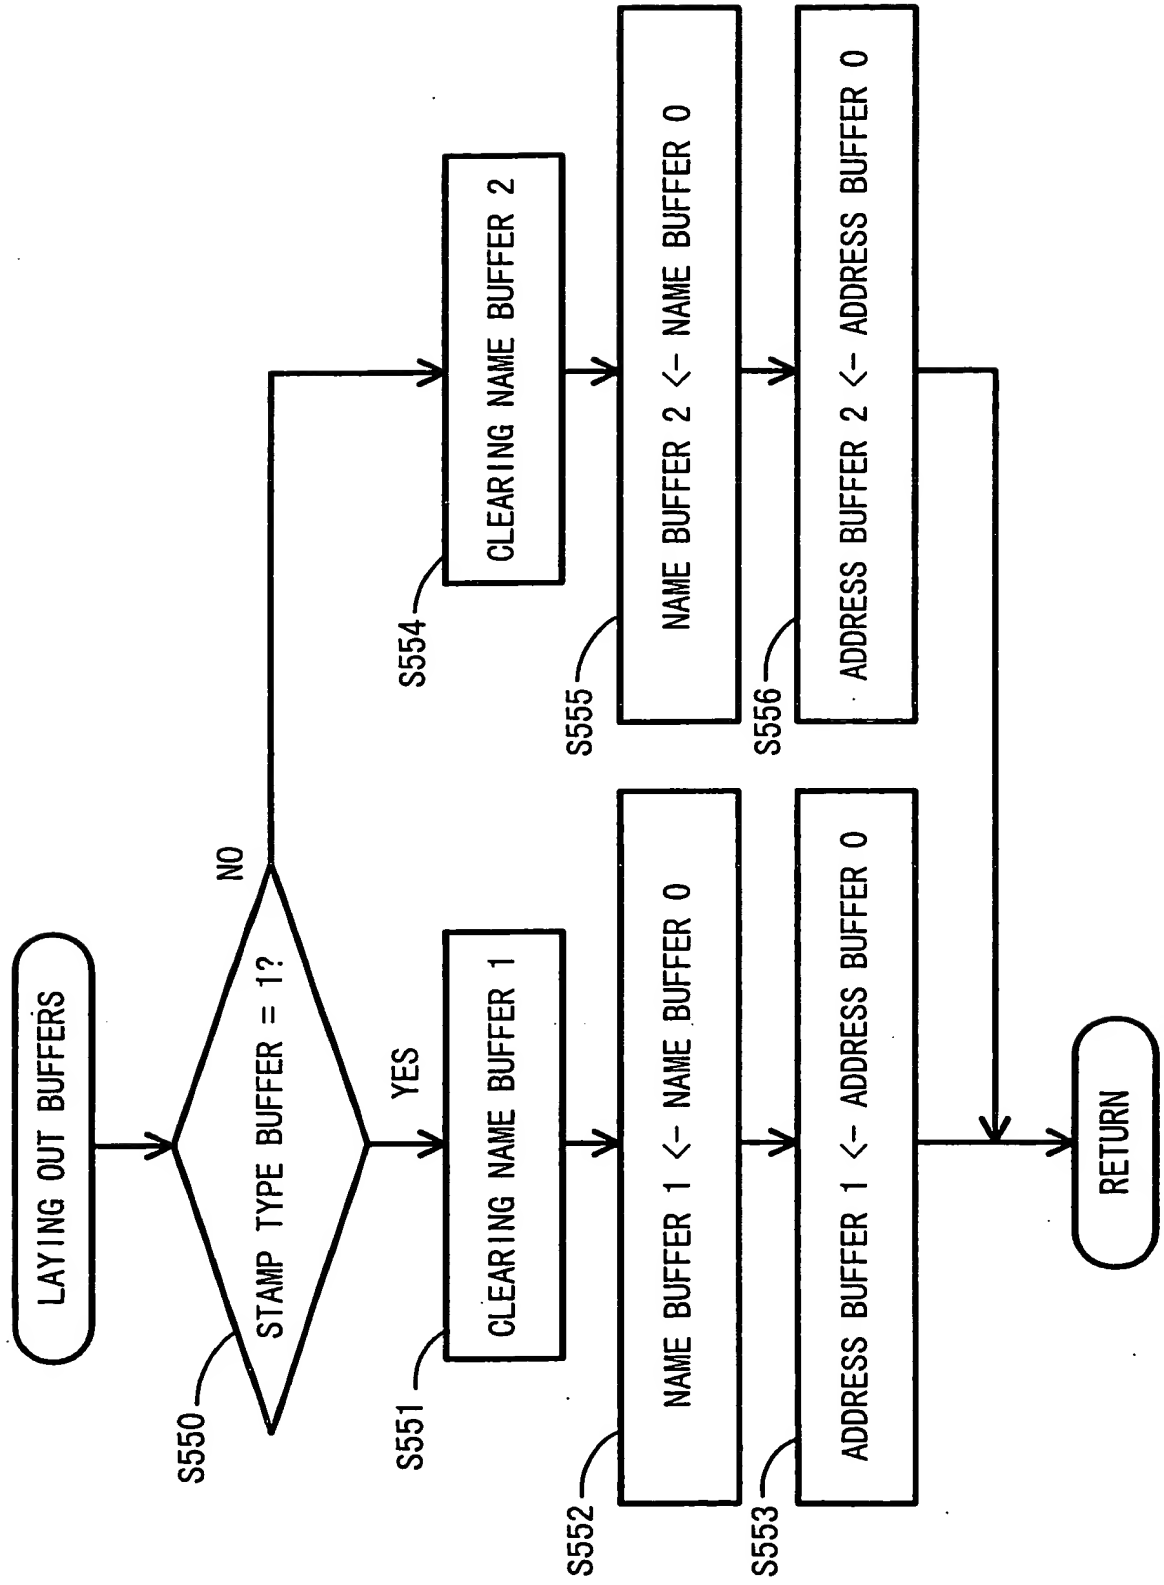 LAYING OUT BUFFERS
S550
STAMP TYPE BUFFER = 1?
NO
YES
S551
CLEARING NAME BUFFER 1
S552
NAME BUFFER 1 <- NAME BUFFER 0
S553
ADDRESS BUFFER 1 <- ADDRESS BUFFER 0
S554
CLEARING NAME BUFFER 2
S555
NAME BUFFER 2 <- NAME BUFFER 0
S556
ADDRESS BUFFER 2 <- ADDRESS BUFFER 0
RETURN